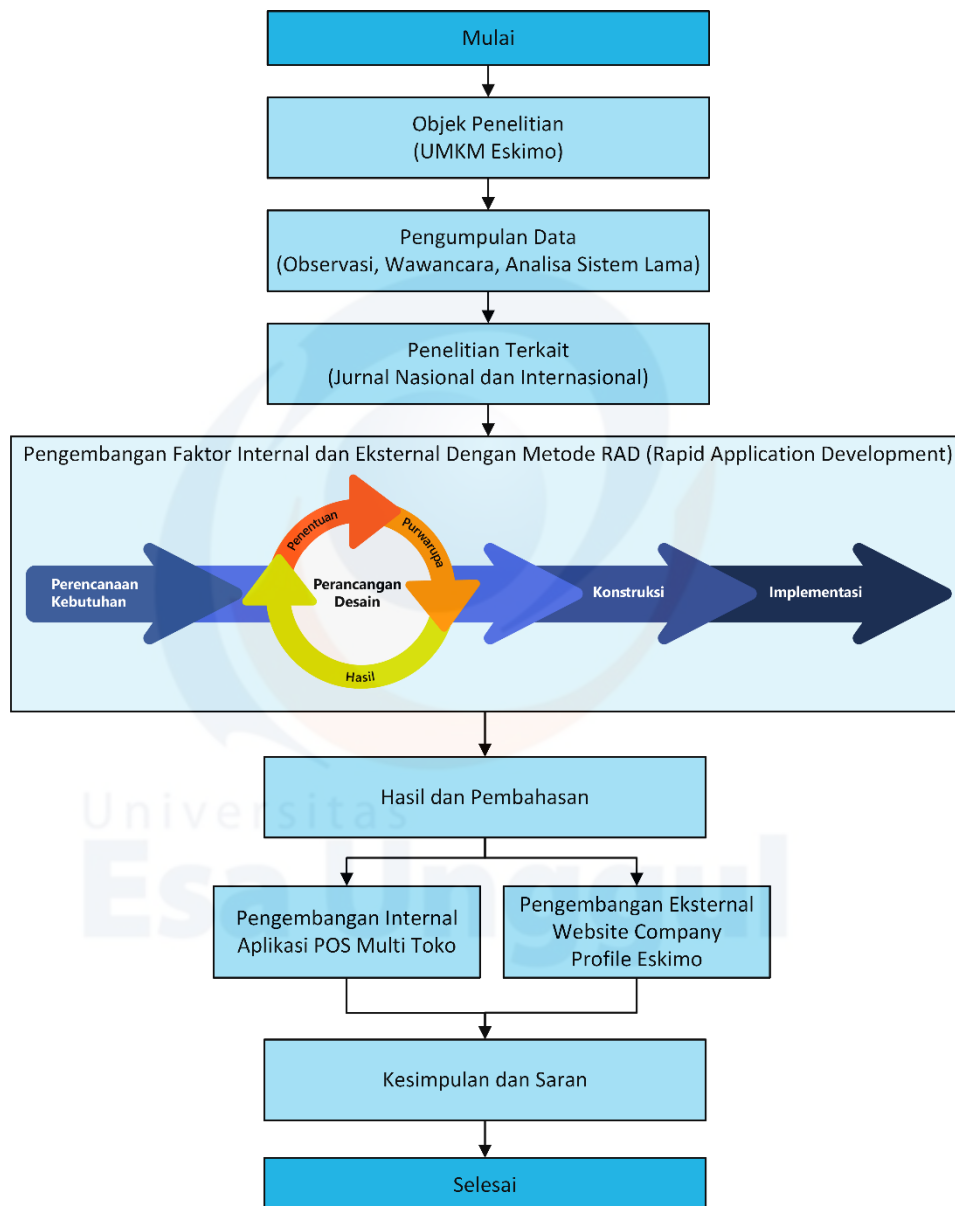 Mulai
Objek Penelitian
(UMKM Eskimo)
Pengumpulan Data
(Observasi, Wawancara, Analisa Sistem Lama)
Penelitian Terkait
(Jurnal Nasional dan Internasional)
Pengembangan Faktor Internal dan Eksternal Dengan Metode RAD (Rapid Application Development)
Perencanaan
Kebutuhan
Penentuan
Purwarupa
Perancangan
Desain
Hasil
Konstruksi
Implementasi
Hasil dan Pembahasan
Universitas
Esa Unggul
Pengembangan Internal
Aplikasi POS Multi Toko
Pengembangan Eksternal
Website Company
Profile Eskimo
Kesimpulan dan Saran
Selesai